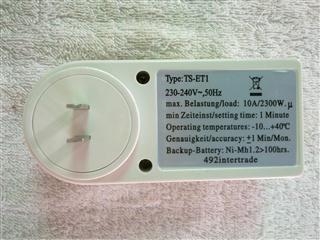 Type: TS-ET1
230-240V~,50Hz
max. Belastung/load: 10A/2300W.µ
min Zeiteinst/setting time: 1 Minute
Operating temperatures: -10...+40℃
Genauigkeit/accuracy: ±1 Min/Mon.
Backup-Battery: Ni-Mh1.2>100hrs.
492intertrade